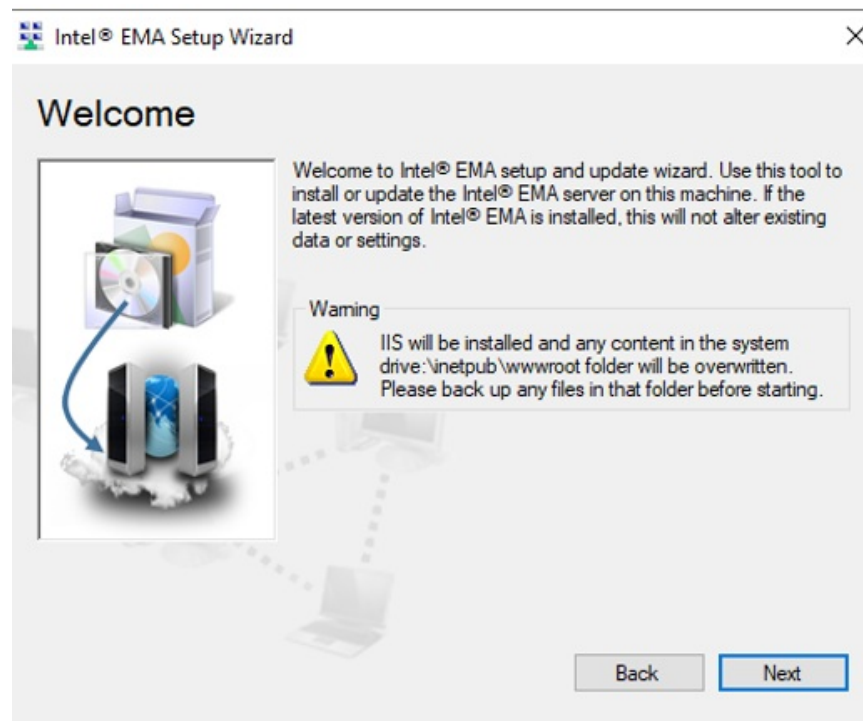 Intel® EMA Setup Wizard
Welcome
Welcome to Intel® EMA setup and update wizard. Use this tool to
install or update the Intel® EMA server on this machine. If the
latest version of Intel® EMA is installed, this will not alter existing
data or settings.
Warning
IIS will be installed and any content in the system
drive:\inetpub\wwwroot folder will be overwritten.
Please back up any files in that folder before starting.
Back
Next